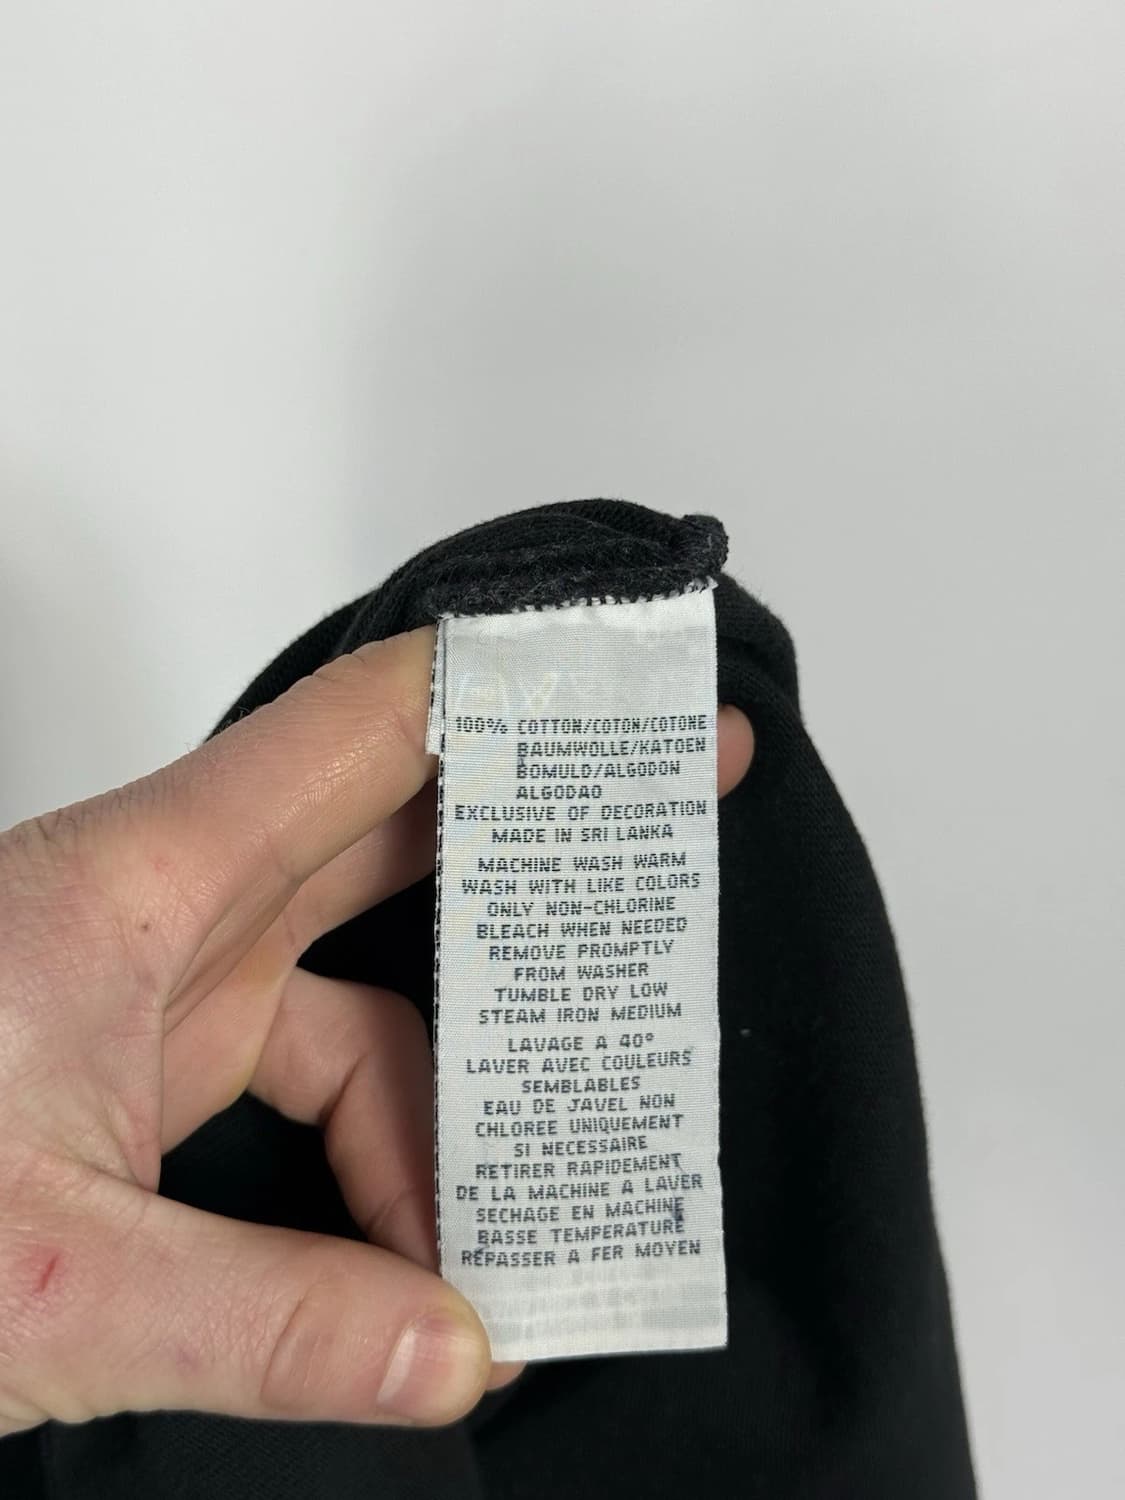 100% COTTON/COTON/COTONE
BAUMWOLLE/KATOEN
BOMULD/ALGODON
ALGODAO
EXCLUSIVE OF DECORATION
MADE IN SRI LANKA
MACHINE WASH WARM
WASH WITH LIKE COLORS
ONLY NON-CHLORINE
BLEACH WHEN NEEDED
REMOVE PROMPTLY
FROM WASHER
TUMBLE DRY LOW
STEAM IRON MEDIUM
LAVAGE A 40°
LAVER AVEC COULEURS
SEMBLABLES
EAU DE JAVEL NON
CHLOREE UNIQUEMENT
SI NECESSAIRE
RETIRER RAPIDEMENT
DE LA MACHINE A LAVER
SECHAGE EN MACHINE
BASSE TEMPERATURE
REPASSER A FER MOYEN